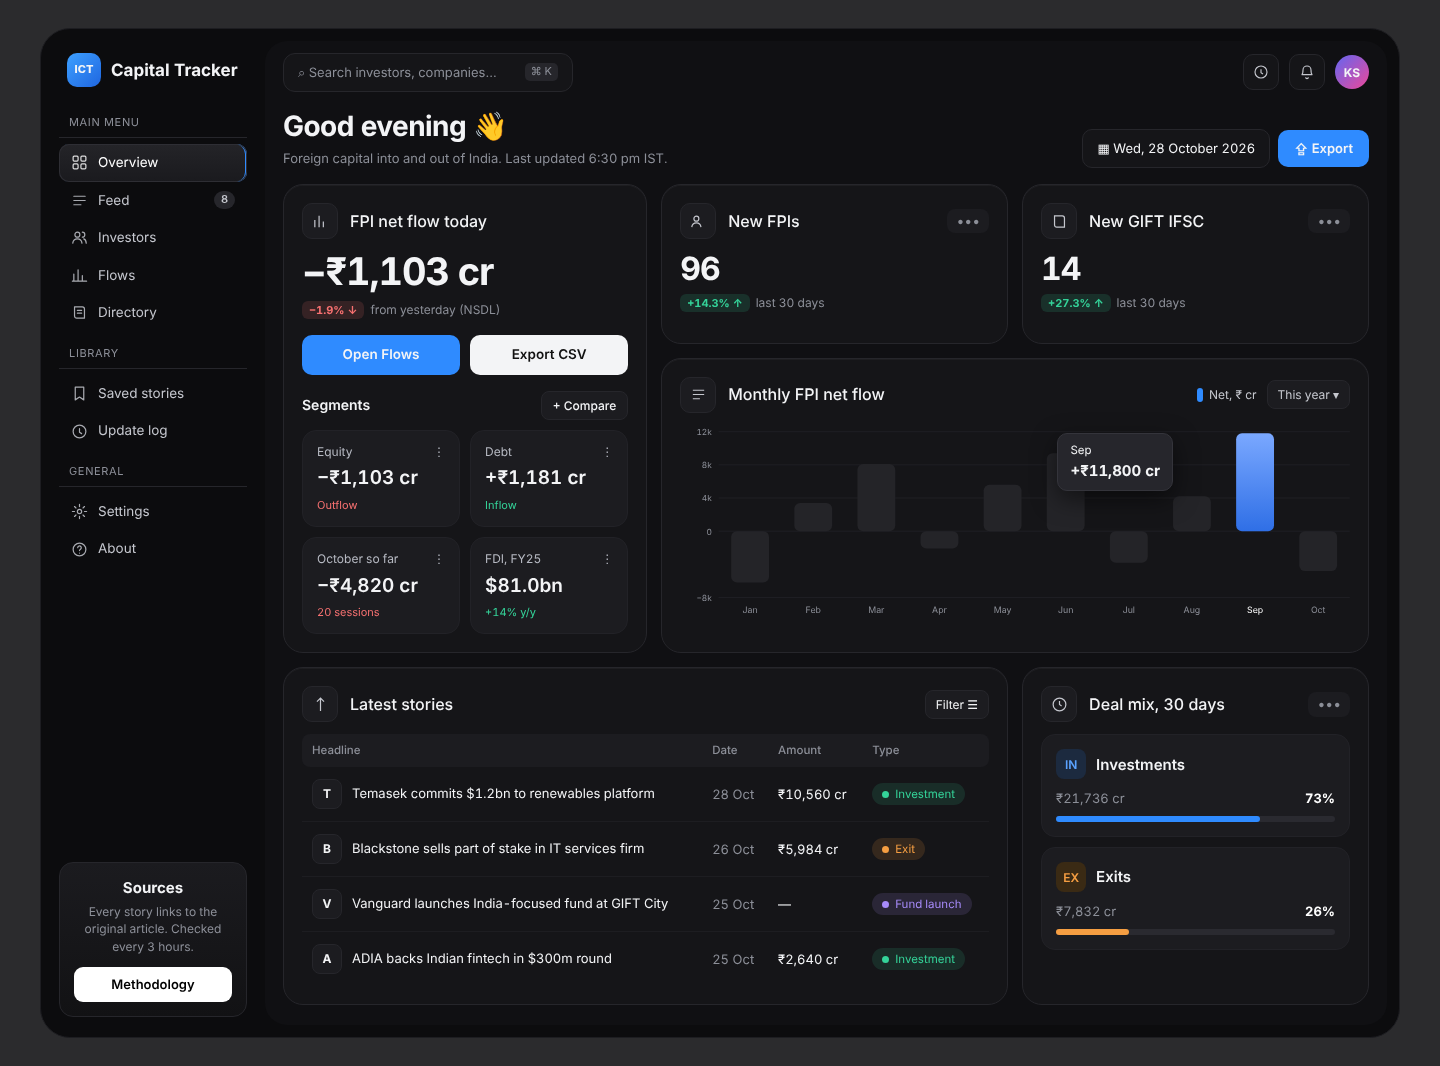 ICT Capital Tracker
MAIN MENU
Overview
Feed 8
Investors
Flows
Directory
LIBRARY
Saved stories
Update log
GENERAL
Settings
About
Sources
Every story links to the
original article. Checked
every 3 hours.
Methodology
Search investors, companies... ⌘ K
KS
Good evening 👋
Foreign capital into and out of India. Last updated 6:30 pm IST.
Wed, 28 October 2026
Export
FPI net flow today
−₹1,103 cr
−1.9% ↓ from yesterday (NSDL)
Open Flows
Export CSV
Segments
+ Compare
Equity
−₹1,103 cr
Outflow
Debt
+₹1,181 cr
Inflow
October so far
−₹4,820 cr
20 sessions
FDI, FY25
$81.0bn
+14% y/y
New FPIs
96
+14.3% ↑ last 30 days
New GIFT IFSC
14
+27.3% ↑ last 30 days
Monthly FPI net flow
Net, ₹ cr
This year ▾
12k
8k
4k
0
−8k
Sep
+₹11,800 cr
Jan Feb Mar Apr May Jun Jul Aug Sep Oct
Latest stories
Filter ☰
Headline Date Amount Type
T Temasek commits $1.2bn to renewables platform 28 Oct ₹10,560 cr Investment
B Blackstone sells part of stake in IT services firm 26 Oct ₹5,984 cr Exit
V Vanguard launches India-focused fund at GIFT City 25 Oct — Fund launch
A ADIA backs Indian fintech in $300m round 25 Oct ₹2,640 cr Investment
Deal mix, 30 days
IN Investments
₹21,736 cr 73%
EX Exits
₹7,832 cr 26%